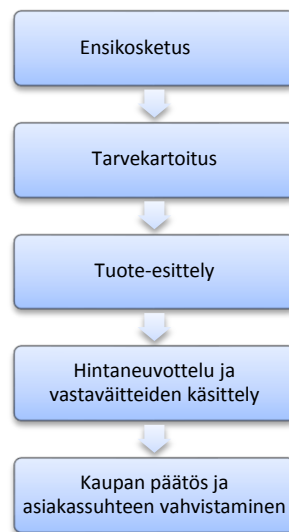 Ensikosketus
Tarvekartoitus
Tuote-esittely
Hintaneuvottelu ja
vastaväitteiden käsittely
Kaupan päätös ja
asiakassuhteen vahvistaminen